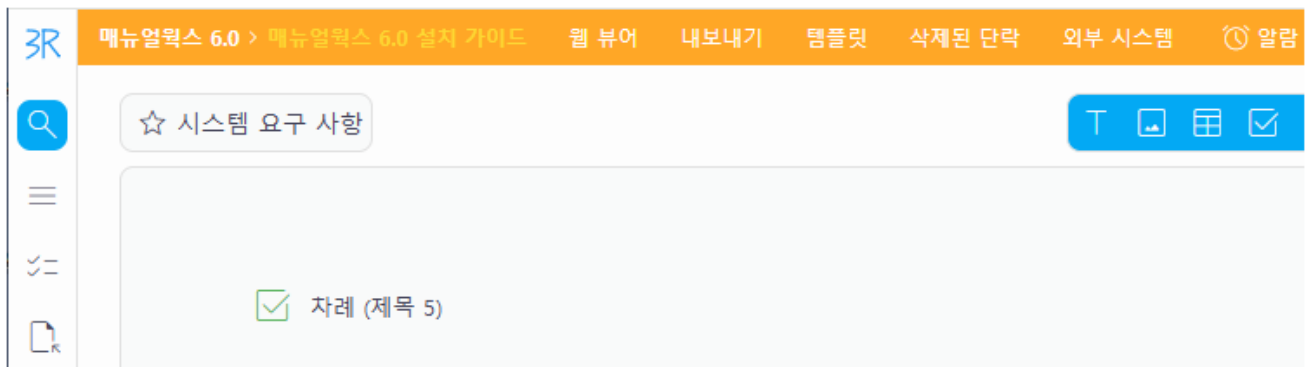 3R
매뉴얼웍스 6.0 > 매뉴얼웍스 6.0 설치 가이드 웹 뷰어 내보내기 템플릿 삭제된 단락 외부 시스템 알람
시스템 요구 사항
차례 (제목 5)